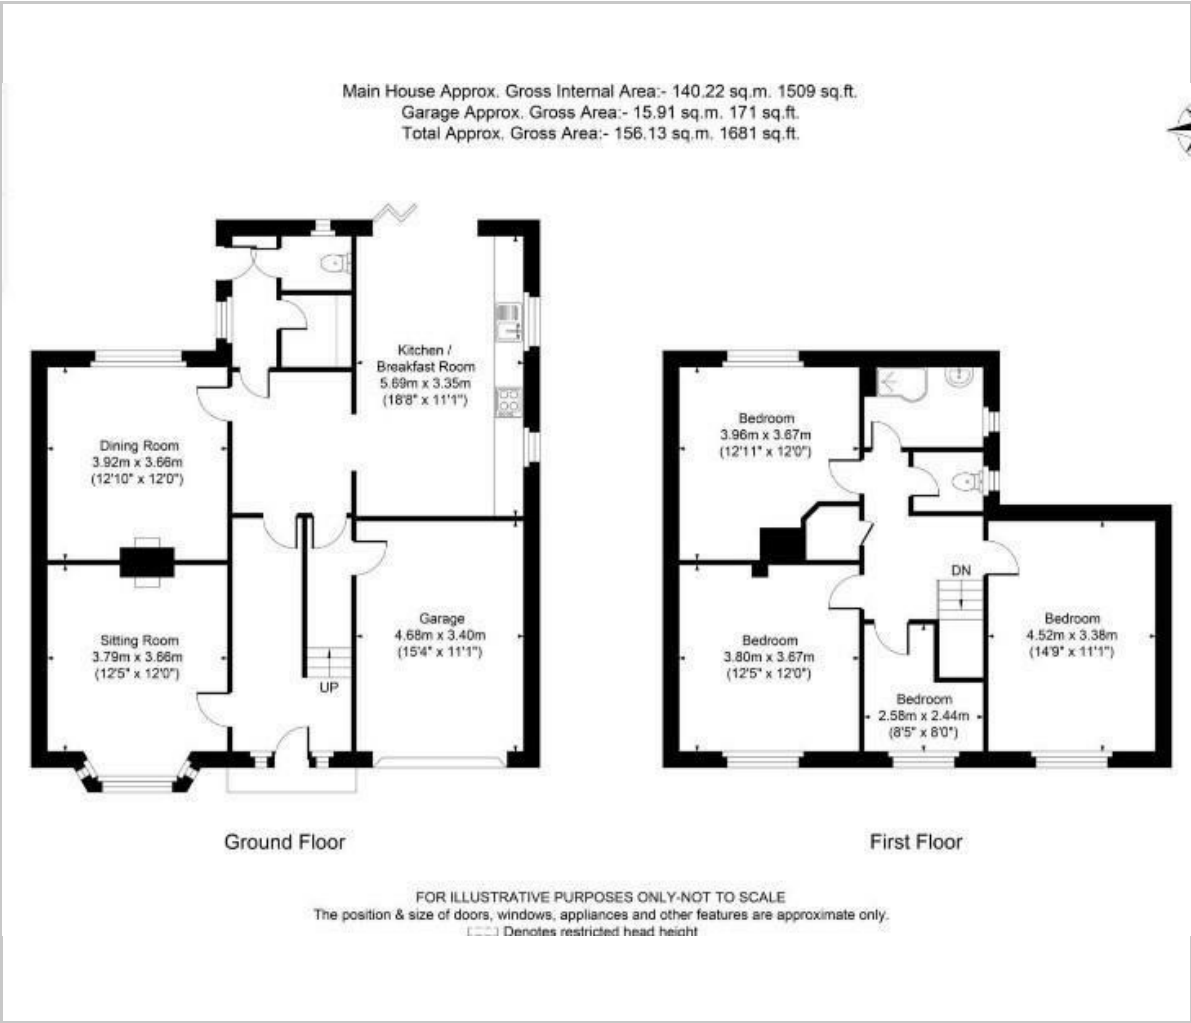 Main House Approx. Gross Internal Area:- 140.22 sq.m. 1509 sq.ft.
Garage Approx. Gross Area:- 15.91 sq.m. 171 sq.ft.
Total Approx. Gross Area:- 156.13 sq.m. 1681 sq.ft.
Kitchen /
Breakfast Room
5.69m x 3.35m
(18'8" x 11'1")
Dining Room
3.92m x 3.66m
(12'10" x 12'0")
Sitting Room
3.79m x 3.66m
(12'5" x 12'0")
UP
Garage
4.68m x 3.40m
(15'4" x 11'1")
Ground Floor
Bedroom
3.96m x 3.67m
(12'11" x 12'0")
DN
Bedroom
3.80m x 3.67m
(12'5" x 12'0")
Bedroom
2.58m x 2.44m
(8'5" x 8'0")
Bedroom
4.52m x 3.38m
(14'9" x 11'1")
First Floor
FOR ILLUSTRATIVE PURPOSES ONLY-NOT TO SCALE
The position & size of doors, windows, appliances and other features are approximate only.
Denotes restricted head height